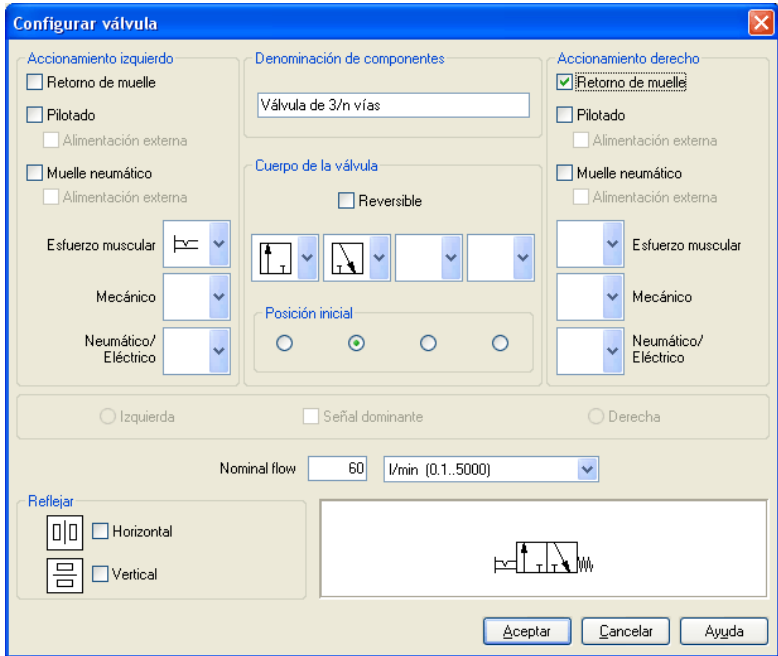 Configurar válvula
Accionamiento izquierdo
Retorno de muelle
Pilotado
Alimentación externa
Muelle neumático
Alimentación externa
Esfuerzo muscular
Mecánico
Neumático/
Eléctrico
Denominación de componentes
Válvula de 3/n vías
Cuerpo de la válvula
Reversible
Posición inicial
Accionamiento derecho
Retorno de muelle
Pilotado
Alimentación externa
Muelle neumático
Alimentación externa
Esfuerzo muscular
Mecánico
Neumático/
Eléctrico
Izquierda
Señal dominante
Derecha
Nominal flow 60 l/min (0.1..5000)
Reflejar
Horizontal
Vertical
Aceptar Cancelar Ayuda